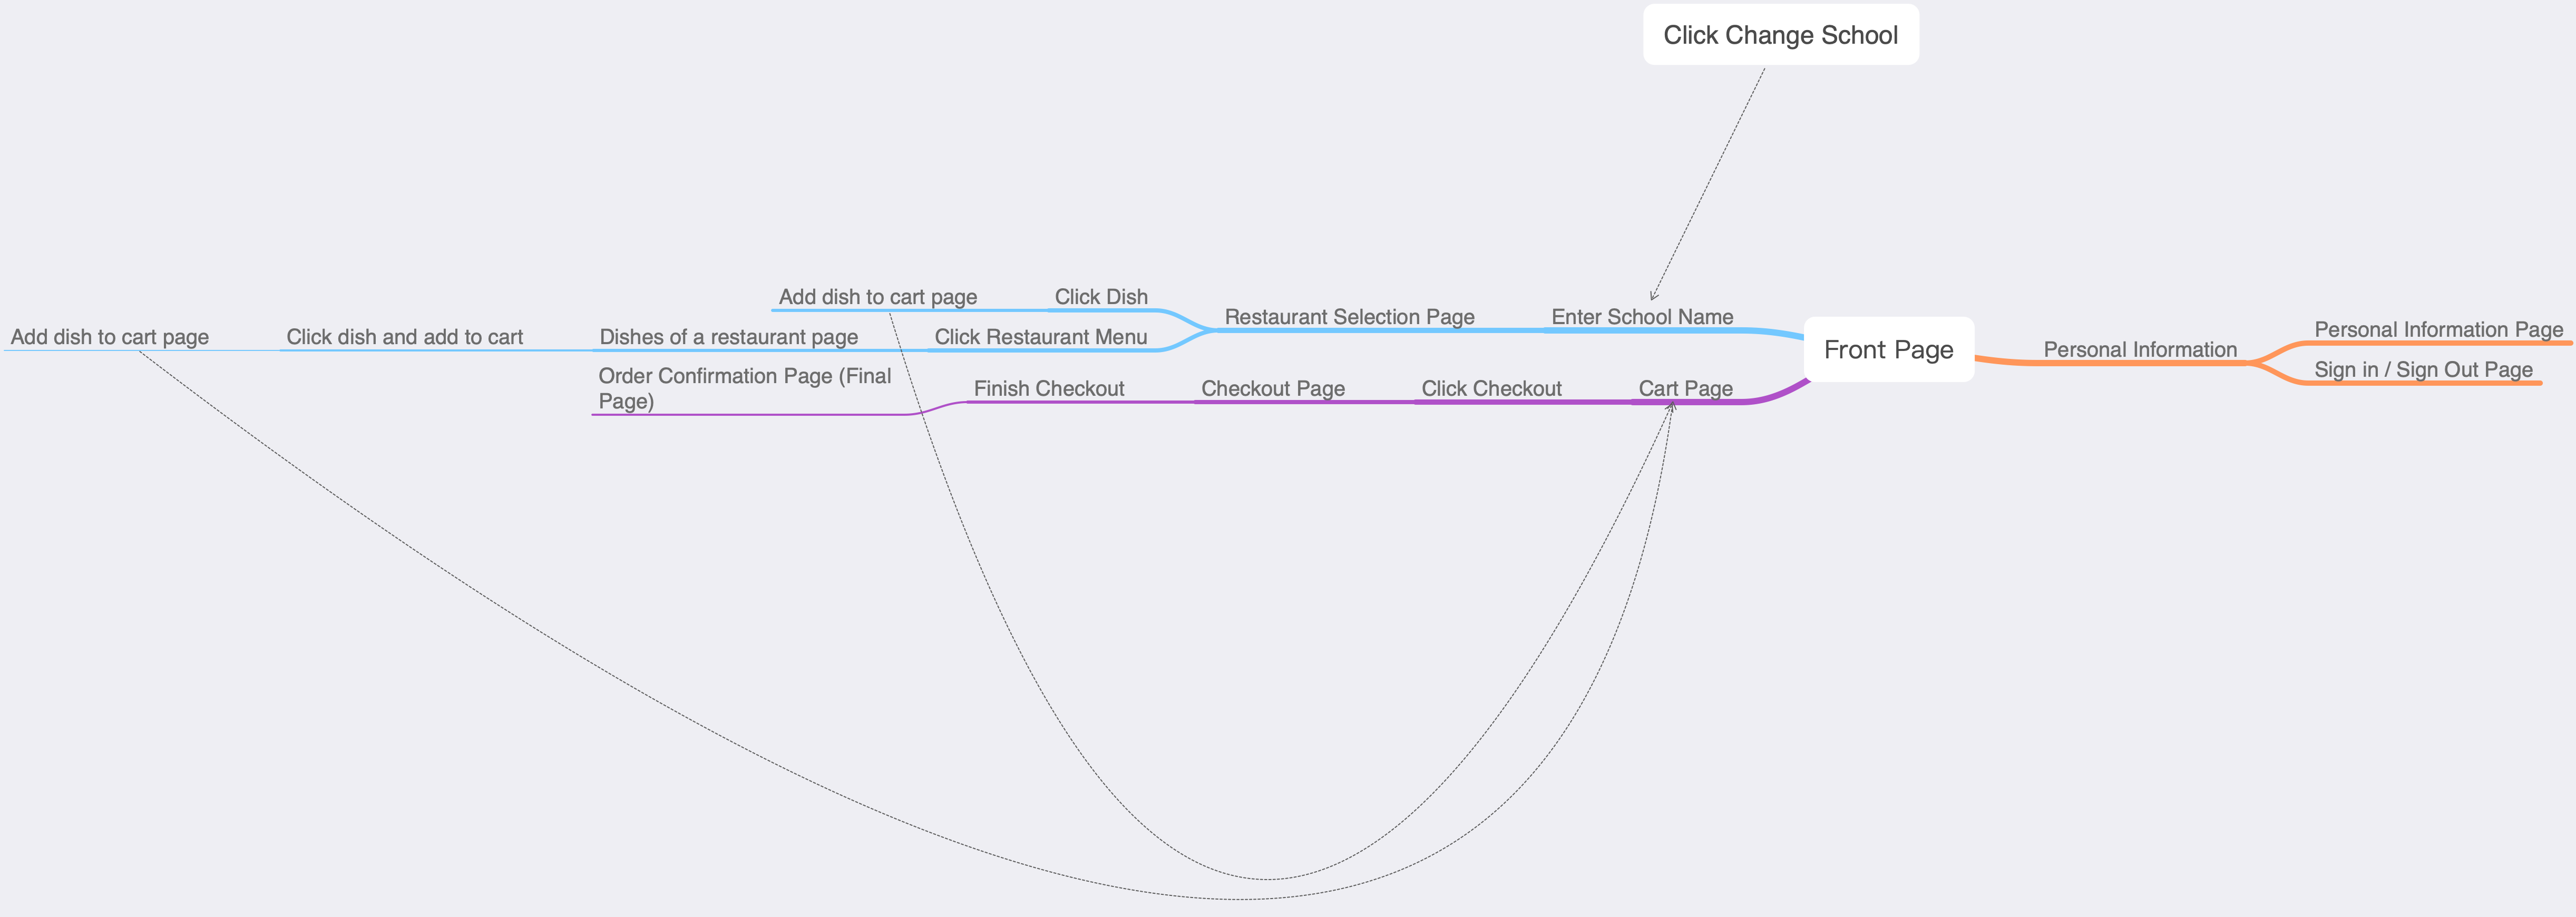 Click Change School
Add dish to cart page
Click Dish
Restaurant Selection Page
Enter School Name
Add dish to cart page
Click dish and add to cart
Dishes of a restaurant page
Click Restaurant Menu
Order Confirmation Page (Final
Page)
Finish Checkout
Checkout Page
Click Checkout
Cart Page
Front Page
Personal Information
Personal Information Page
Sign in / Sign Out Page